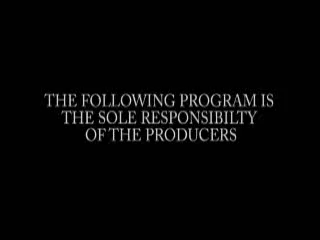 THE FOLLOWING PROGRAM IS
THE SOLE RESPONSIBILTY
OF THE PRODUCERS